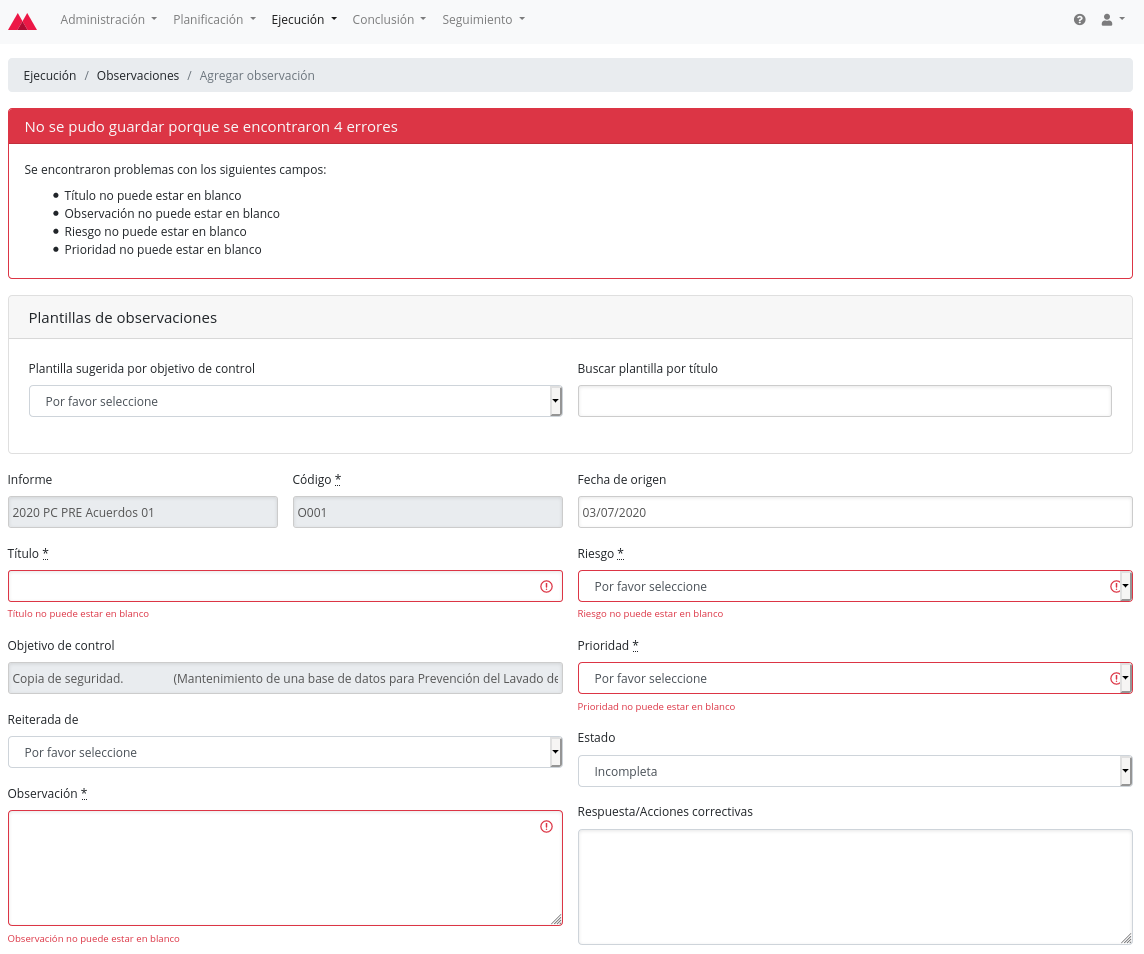 Administración Planificación Ejecución Conclusión Seguimiento
Ejecución / Observaciones / Agregar observación
No se pudo guardar porque se encontraron 4 errores
Se encontraron problemas con los siguientes campos:
• Título no puede estar en blanco
• Observación no puede estar en blanco
• Riesgo no puede estar en blanco
• Prioridad no puede estar en blanco
Plantillas de observaciones
Plantilla sugerida por objetivo de control
Por favor seleccione
Buscar plantilla por título
Informe
2020 PC PRE Acuerdos 01
Código *
O001
Fecha de origen
03/07/2020
Título *
Título no puede estar en blanco
Riesgo *
Por favor seleccione
Riesgo no puede estar en blanco
Objetivo de control
Copia de seguridad. (Mantenimiento de una base de datos para Prevención del Lavado de
Prioridad *
Por favor seleccione
Prioridad no puede estar en blanco
Reiterada de
Por favor seleccione
Estado
Incompleta
Observación *
Observación no puede estar en blanco
Respuesta/Acciones correctivas